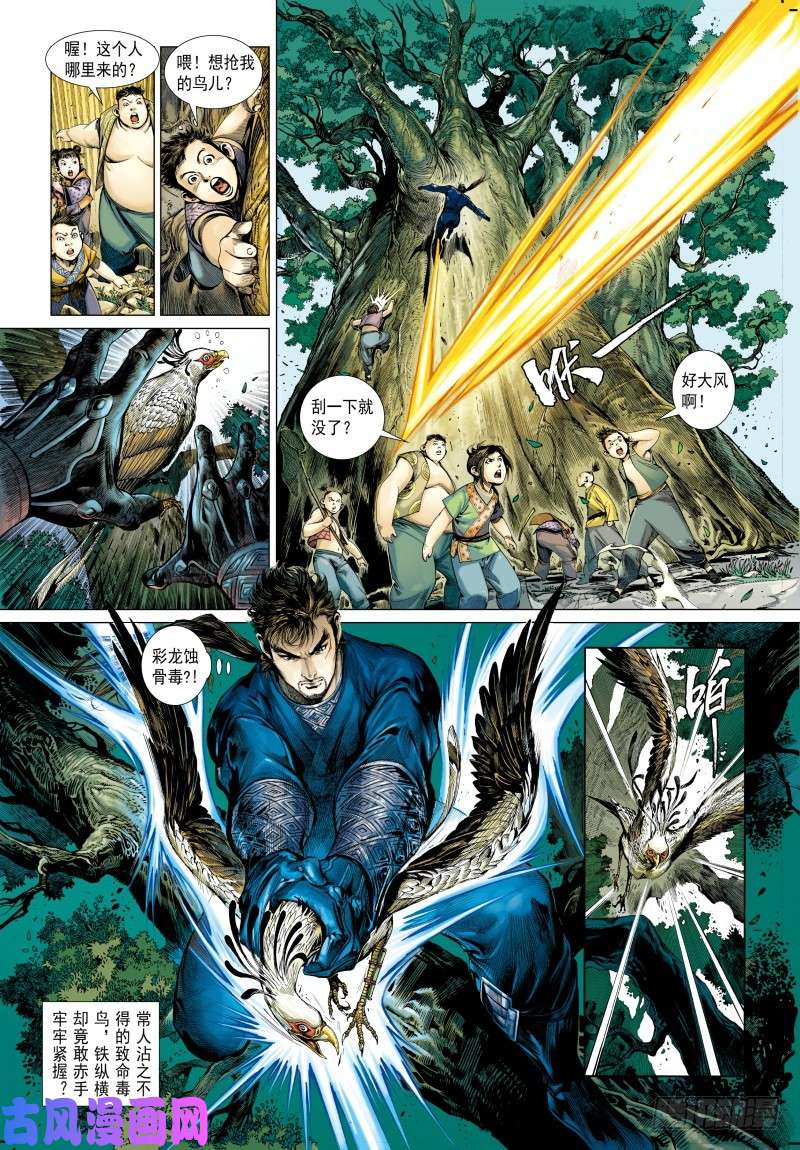 喔！这个人
哪里来的？
喂！想抢我
的鸟儿？
刮一下就
没了？
好大风
啊！
彩龙蚀
骨毒?!
常人沾之不
得的致命毒
鸟，铁纵横
却竟敢赤手
牢牢紧握？
古风漫画网